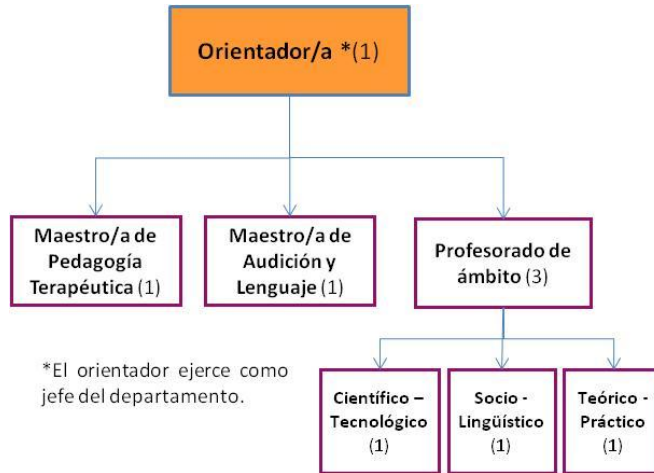 Orientador/a *(1)
Maestro/a de
Pedagogía
Terapéutica (1)
Maestro/a de
Audición y
Lenguaje (1)
Profesorado de
ámbito (3)
*El orientador ejerce como
jefe del departamento.
Científico –
Tecnológico
(1)
Socio -
Lingüístico
(1)
Teórico -
Práctico
(1)